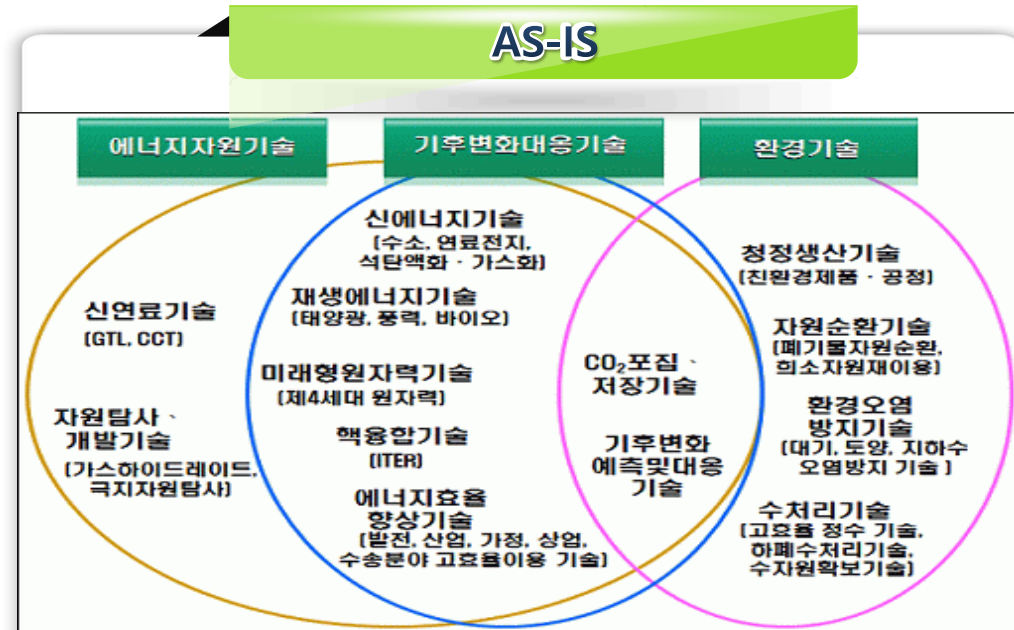 AS-IS
에너지자원기술
기후변화대응기술
환경기술
신연료기술
(GTL, CCT)
자원탐사、
개발기술
(가스하이드레이드,
극지자원탐사)
신에너지기술
(수소, 연료전지,
석탄액화 · 가스화)
재생에너지기술
(태양광, 풍력, 바이오)
미래형원자력기술
(제4세대 원자력)
핵융합기술
(ITER)
에너지효율
향상기술
(발전, 산업, 가정, 상업,
수송분야 고효율이용 기술)
CO₂포집、
저장기술
기후변화
예측및대응
기술
청정생산기술
(친환경제품 · 공정)
자원순환기술
(폐기물자원순환,
희소자원재이용)
환경오염
방지기술
(대기, 도양, 지하수
오염방지 기술 )
수처리기술
(고효율 정수 기술,
하폐수처리기술,
수자원확보기술)